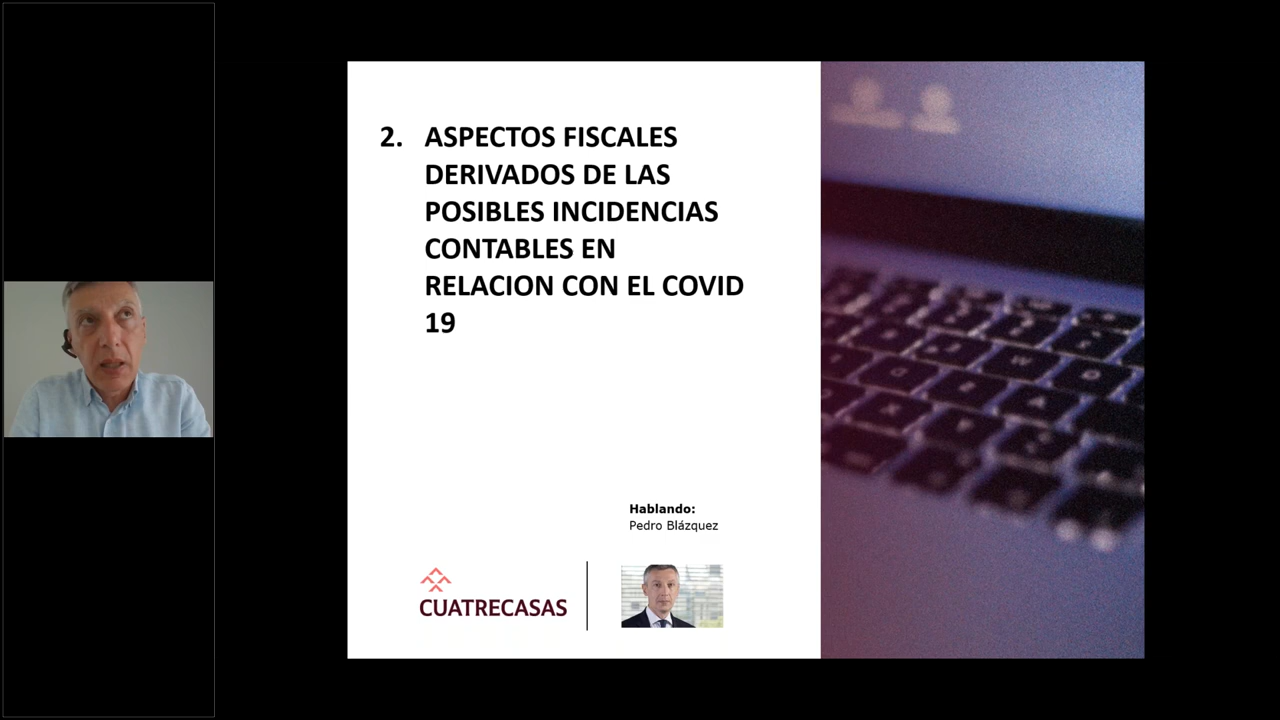 2. ASPECTOS FISCALES
DERIVADOS DE LAS
POSIBLES INCIDENCIAS
CONTABLES EN
RELACION CON EL COVID
19
Hablando:
Pedro Blázquez
CUATRECASAS